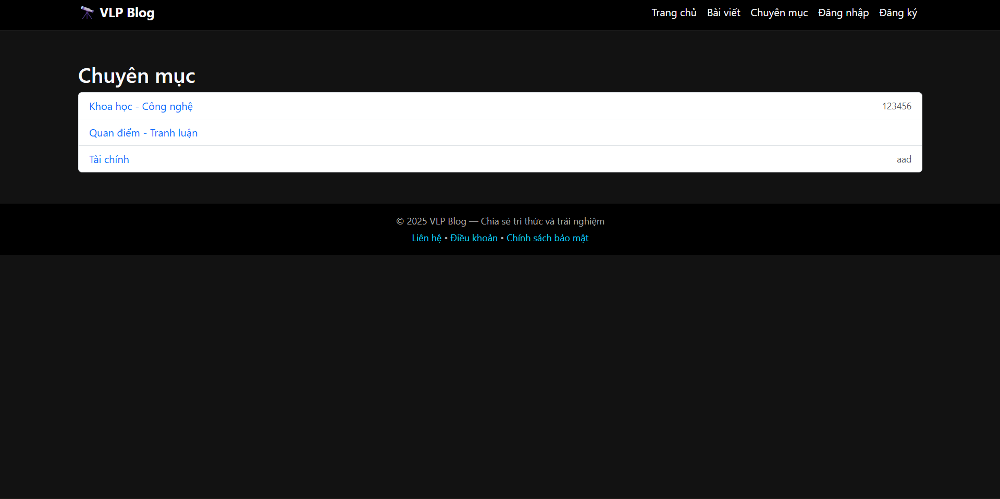 VLP Blog
Trang chủ Bài viết Chuyên mục Đăng nhập Đăng ký
Chuyên mục
Khoa học - Công nghệ 123456
Quan điểm - Tranh luận
Tài chính aad
© 2025 VLP Blog — Chia sẻ tri thức và trải nghiệm
Liên hệ • Điều khoản • Chính sách bảo mật